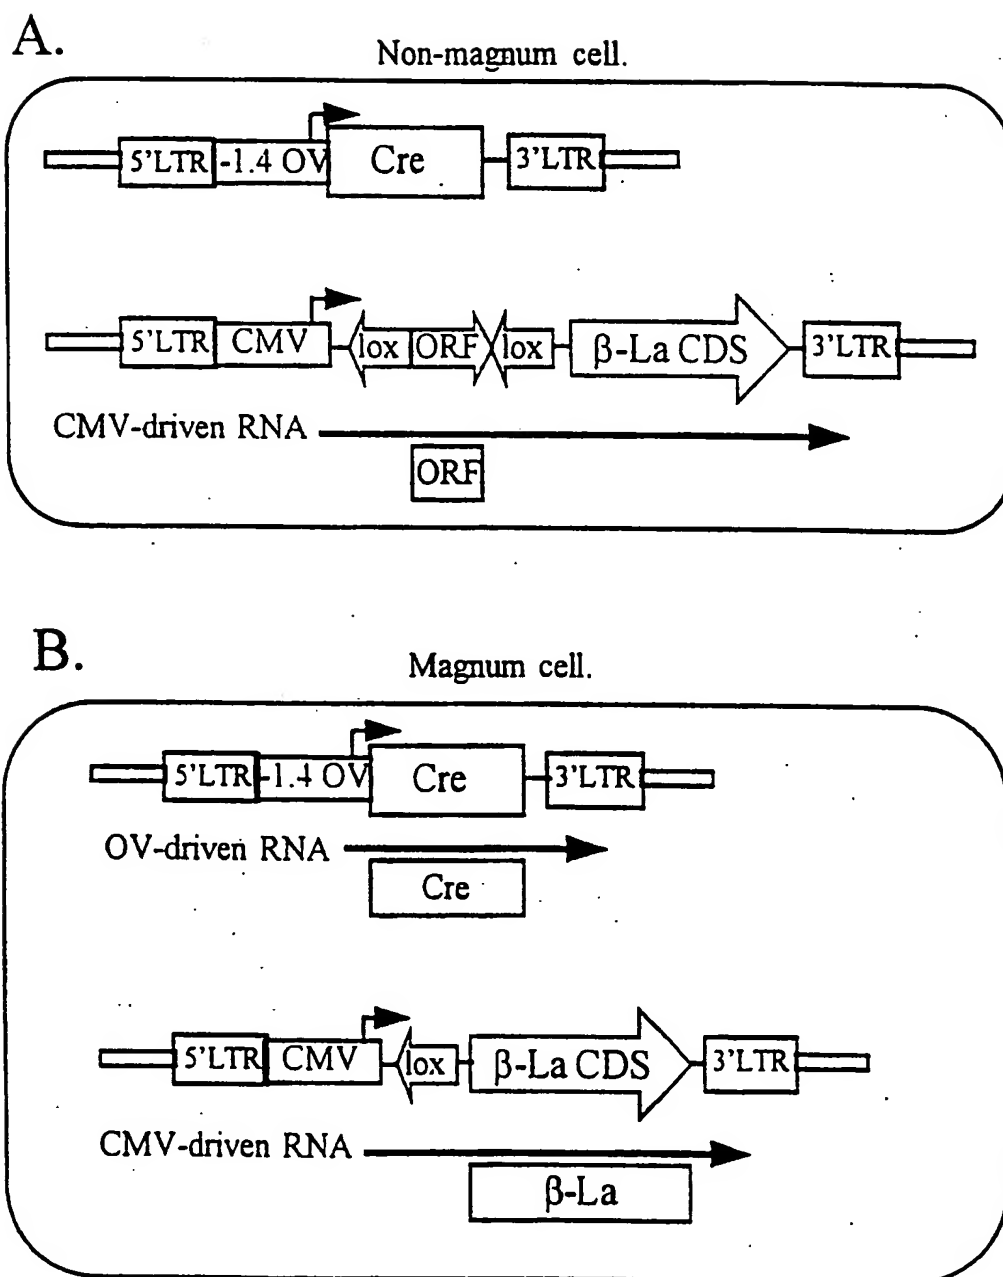 A.
Non-magnum cell.
5'LTR -1.4 OV Cre 3'LTR
5'LTR CMV lox ORF lox β-La CDS 3'LTR
CMV-driven RNA
ORF
B.
Magnum cell.
5'LTR -1.4 OV Cre 3'LTR
OV-driven RNA
Cre
5'LTR CMV lox β-La CDS 3'LTR
CMV-driven RNA
β-La